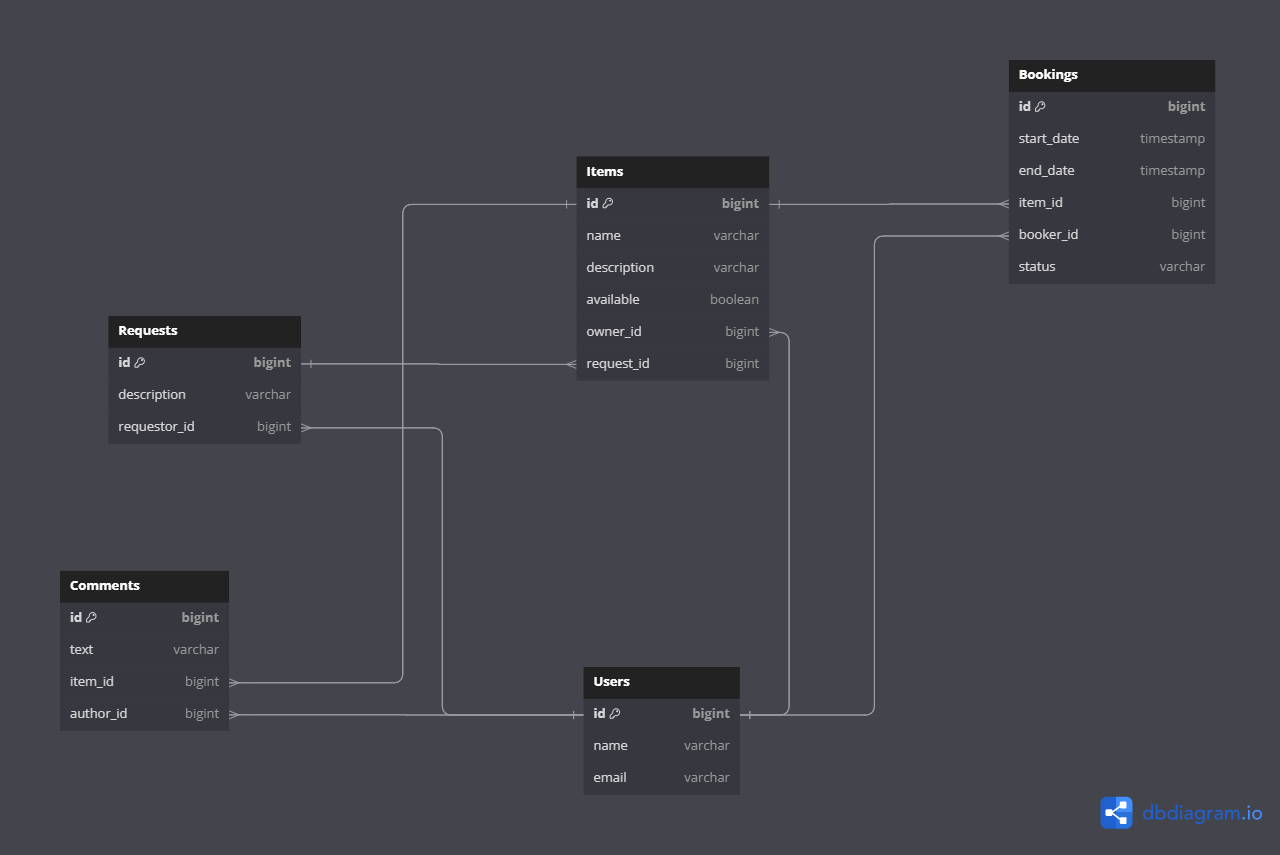 Bookings
id bigint
start_date timestamp
end_date timestamp
item_id bigint
booker_id bigint
status varchar
Items
id bigint
name varchar
description varchar
available boolean
owner_id bigint
request_id bigint
Requests
id bigint
description varchar
requestor_id bigint
Comments
id bigint
text varchar
item_id bigint
author_id bigint
Users
id bigint
name varchar
email varchar
dbdiagram.io